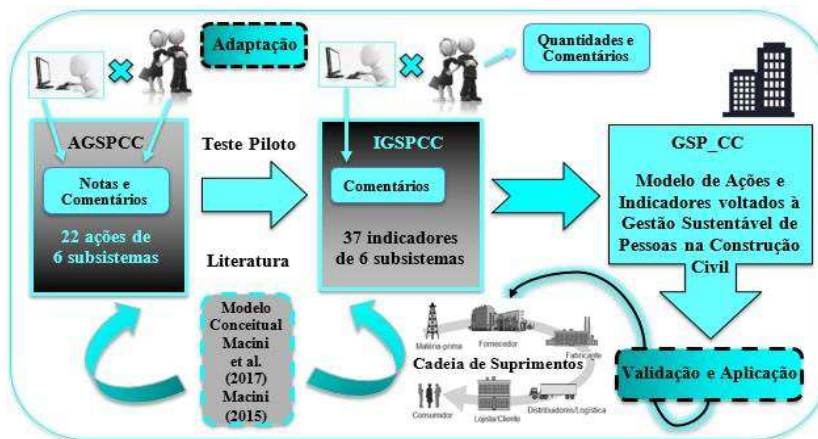 Adaptação
Quantidades e
Comentários
AGSPCC
Notas e
Comentários
22 ações de
6 subsistemas
Teste Piloto
Literatura
IGSPCC
Comentários
37 indicadores
de 6 subsistemas
GSP_CC
Modelo de Ações e
Indicadores voltados à
Gestão Sustentável de
Pessoas na Construção
Civil
Modelo
Conceitual
Macini
et al.
(2017)
Macini
(2015)
Matéria-prima
Fornecedor
Fabricante
Cadeia de Suprimentos
Consumidor
Lojista/Cliente
Distribuidores/Logística
Validação e Aplicação